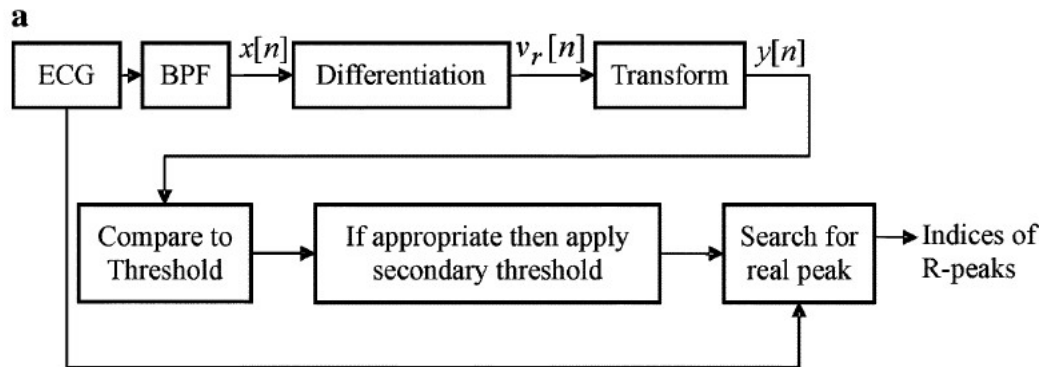 a
ECG
BPF
x[n]
Differentiation
v_r[n]
Transform
y[n]
Compare to
Threshold
If appropriate then apply
secondary threshold
Search for
real peak
Indices of
R-peaks